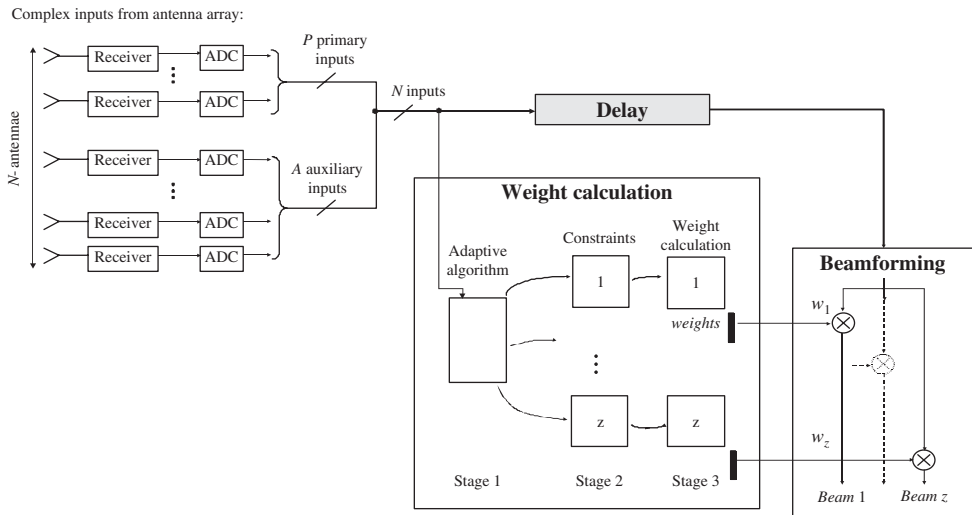 Complex inputs from antenna array:
N- antennae
Receiver
ADC
Receiver
ADC
Receiver
ADC
Receiver
ADC
Receiver
ADC
P primary
inputs
A auxiliary
inputs
N inputs
Delay
Weight calculation
Adaptive
algorithm
Constraints
Weight
calculation
1
1
weights
z
z
Stage 1
Stage 2
Stage 3
Beamforming
w1
wz
Beam 1
Beam z